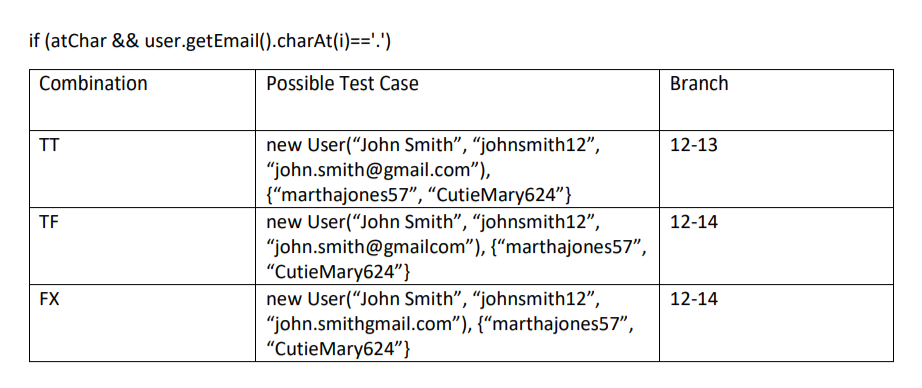 if (atChar && user.getEmail().charAt(i)=='.')
Combination Possible Test Case Branch
TT new User(“John Smith”, “johnsmith12”, 12-13
“john.smith@gmail.com”),
{“marthajones57”, “CutieMary624”}
TF new User(“John Smith”, “johnsmith12”, 12-14
“john.smith@gmailcom”), {“marthajones57”,
“CutieMary624”}
FX new User(“John Smith”, “johnsmith12”, 12-14
“john.smithgmail.com”), {“marthajones57”,
“CutieMary624”}